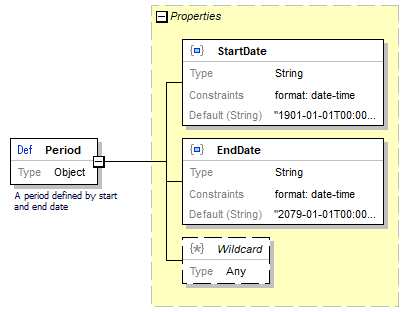 Properties
StartDate
Type String
Constraints format: date-time
Default (String) "1901-01-01T00:00...
Def Period
Type Object
A period defined by start
and end date
EndDate
Type String
Constraints format: date-time
Default (String) "2079-01-01T00:00...
{*} Wildcard
Type Any